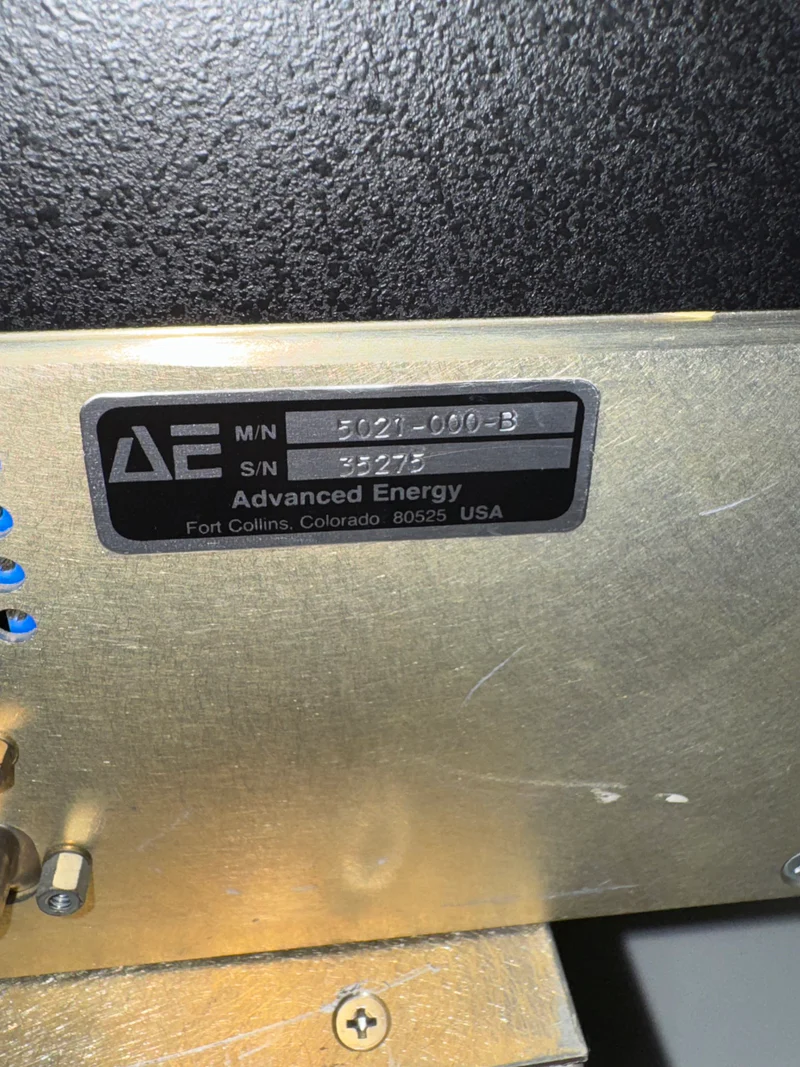 AE M/N 5021-000-B
S/N 35275
Advanced Energy
Fort Collins, Colorado 80525 USA